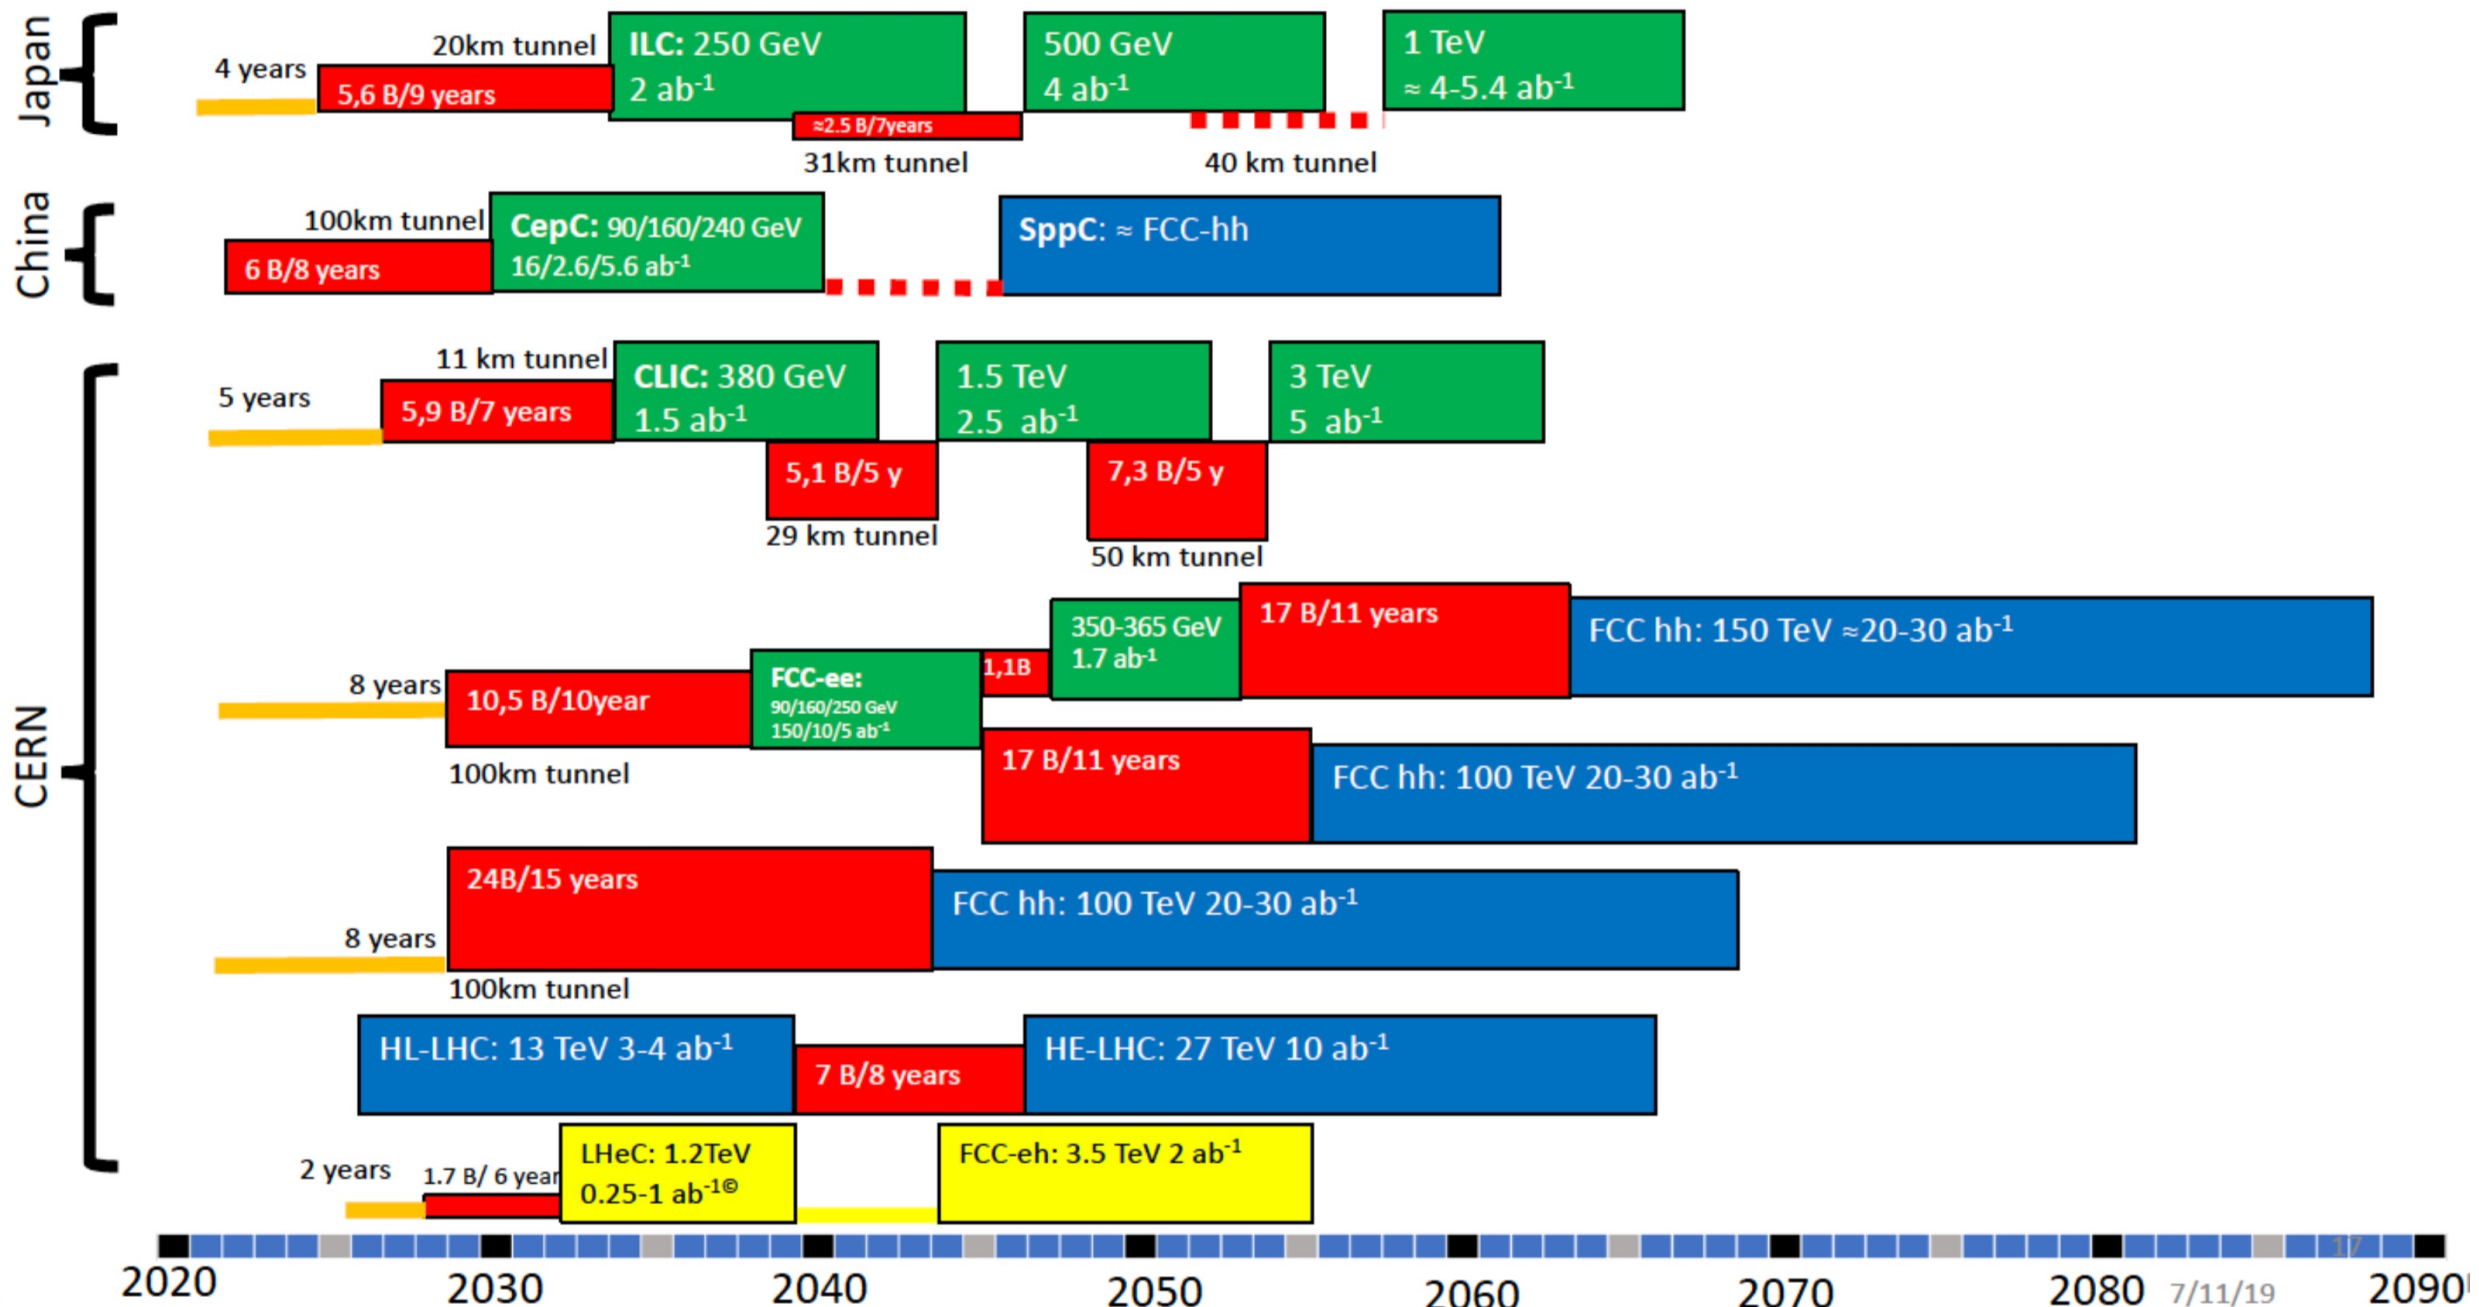 Japan
4 years
20km tunnel
5,6 B/9 years
ILC: 250 GeV
2 ab-1
≈2.5 B/7years
31km tunnel
500 GeV
4 ab-1
40 km tunnel
1 TeV
≈ 4-5.4 ab-1
China
100km tunnel
6 B/8 years
CepC: 90/160/240 GeV
16/2.6/5.6 ab-1
SppC: ≈ FCC-hh
CERN
5 years
11 km tunnel
5,9 B/7 years
CLIC: 380 GeV
1.5 ab-1
5,1 B/5 y
29 km tunnel
1.5 TeV
2.5 ab-1
7,3 B/5 y
50 km tunnel
3 TeV
5 ab-1
8 years
10,5 B/10year
100km tunnel
FCC-ee:
90/160/250 GeV
150/10/5 ab-1
1,1B
350-365 GeV
1.7 ab-1
17 B/11 years
FCC hh: 150 TeV ≈20-30 ab-1
17 B/11 years
FCC hh: 100 TeV 20-30 ab-1
8 years
24B/15 years
100km tunnel
FCC hh: 100 TeV 20-30 ab-1
HL-LHC: 13 TeV 3-4 ab-1
7 B/8 years
HE-LHC: 27 TeV 10 ab-1
2 years
1.7 B/ 6 year
LHeC: 1.2TeV
0.25-1 ab-1©
FCC-eh: 3.5 TeV 2 ab-1
17
2020 2030 2040 2050 2060 2070 2080 7/11/19 2090